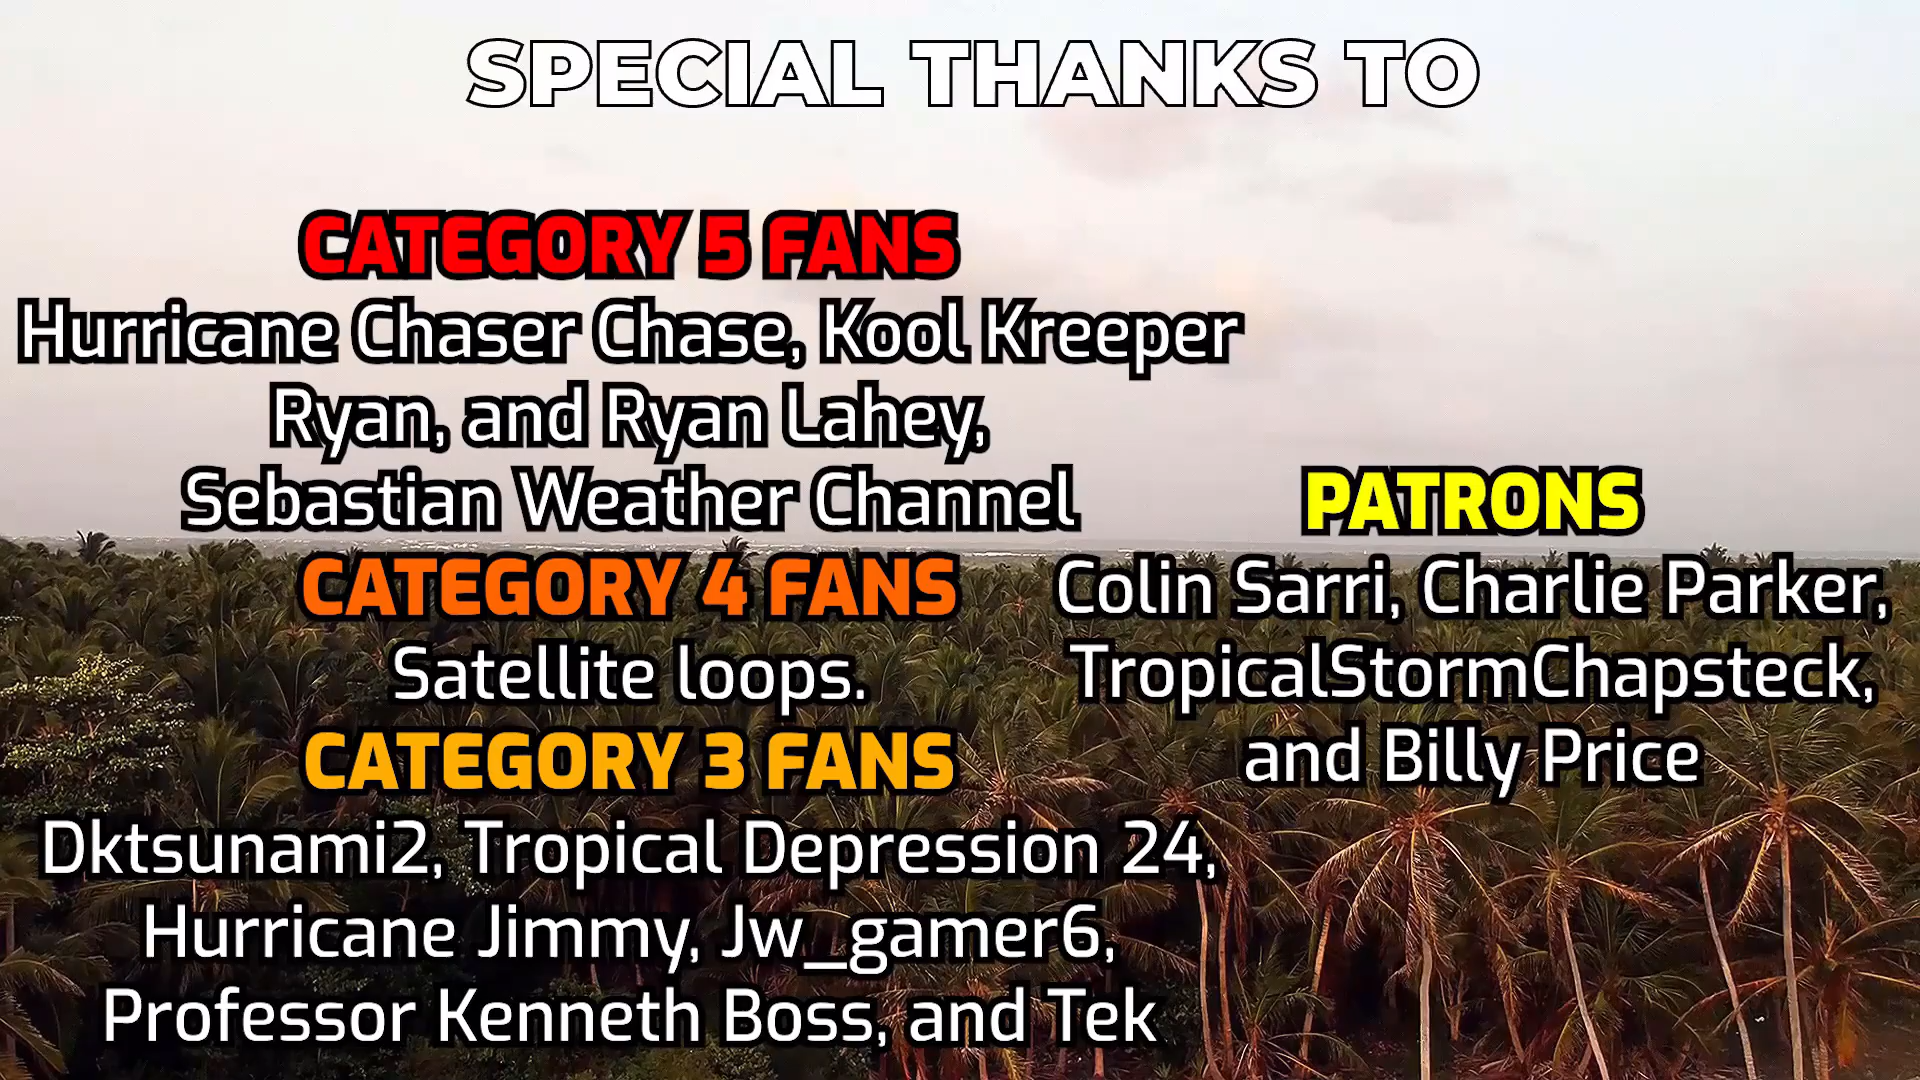 SPECIAL THANKS TO
CATEGORY 5 FANS
Hurricane Chaser Chase, Kool Kreeper
Ryan, and Ryan Lahey,
Sebastian Weather Channel
CATEGORY 4 FANS
Satellite loops.
CATEGORY 3 FANS
Dktsunami2, Tropical Depression 24,
Hurricane Jimmy, Jw_gamer6,
Professor Kenneth Boss, and Tek
PATRONS
Colin Sarri, Charlie Parker,
TropicalStormChapsteck,
and Billy Price